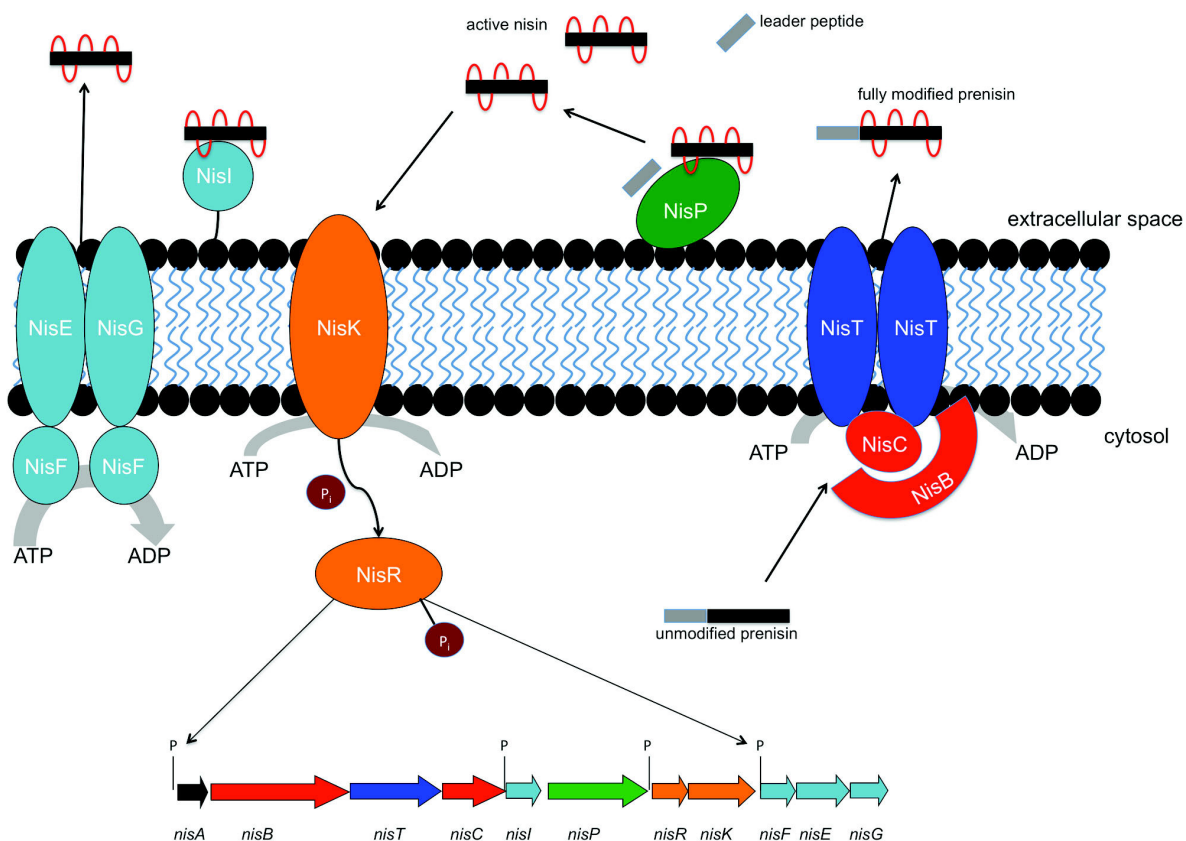 active nisin
leader peptide
fully modified prenisin
NisI
NisP
extracellular space
NisE
NisG
NisK
NisT
NisT
cytosol
NisF
NisF
ATP
ADP
ATP
ADP
NisC
NisB
ATP
ADP
Pi
NisR
Pi
unmodified prenisin
P
P
P
P
nisA
nisB
nisT
nisC
nisI
nisP
nisR
nisK
nisF
nisE
nisG